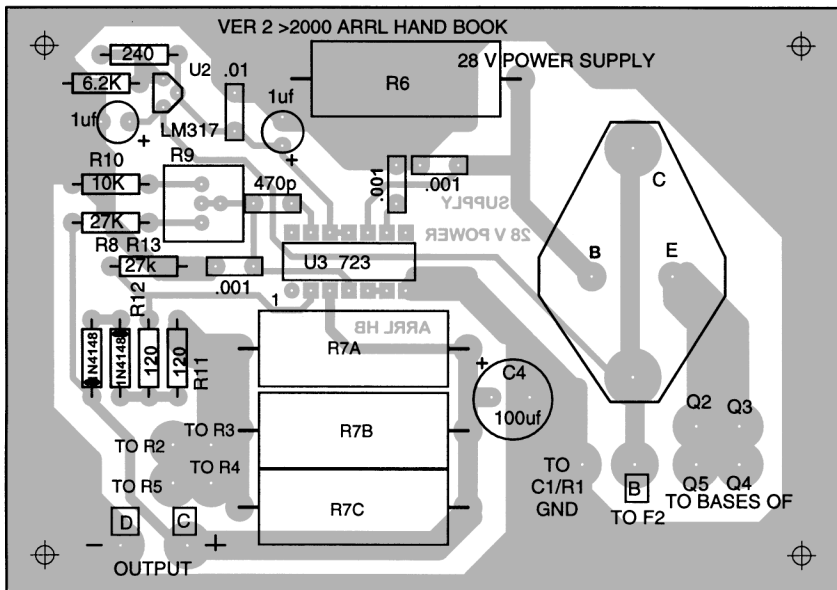 VER 2 >2000 ARRL HAND BOOK
240
U2
.01
R6
28 V POWER SUPPLY
6.2K
1uf
1uf
+
LM317
+
R10
R9
10K
470p
.001
.001
C
SUPPLY
27K
28 V POWER
R8
R13
B
E
27k
U3 723
.001
R12
1
ARRL HB
1N4148
1N4148
120
120
R11
R7A
+
C4
100uf
Q2
Q3
TO R2
TO R3
R7B
TO R4
TO R5
TO
C1/R1
GND
B
TO F2
Q5
Q4
TO BASES OF
R7C
D
C
-
+
OUTPUT